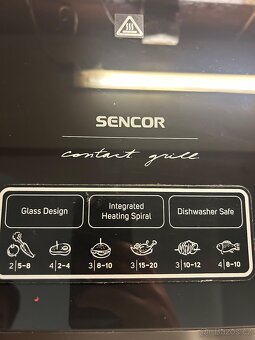 SENCOR
contact grill
Glass Design
Integrated
Heating Spiral
Dishwasher Safe
2 | 5-8 4 | 2-4 3 | 8-10 3 | 15-20 3 | 10-12 4 | 8-10